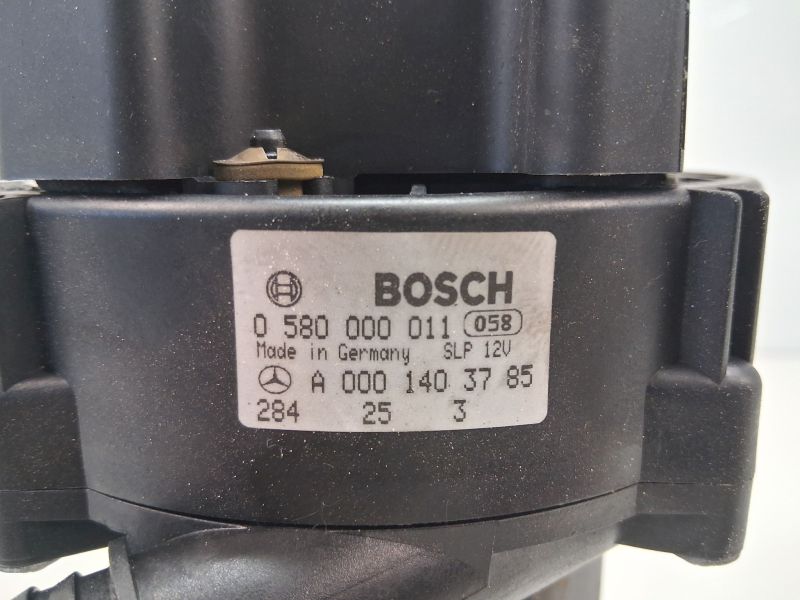 BOSCH
0 580 000 011 058
Made in Germany SLP 12V
A 000 140 37 85
284 25 3